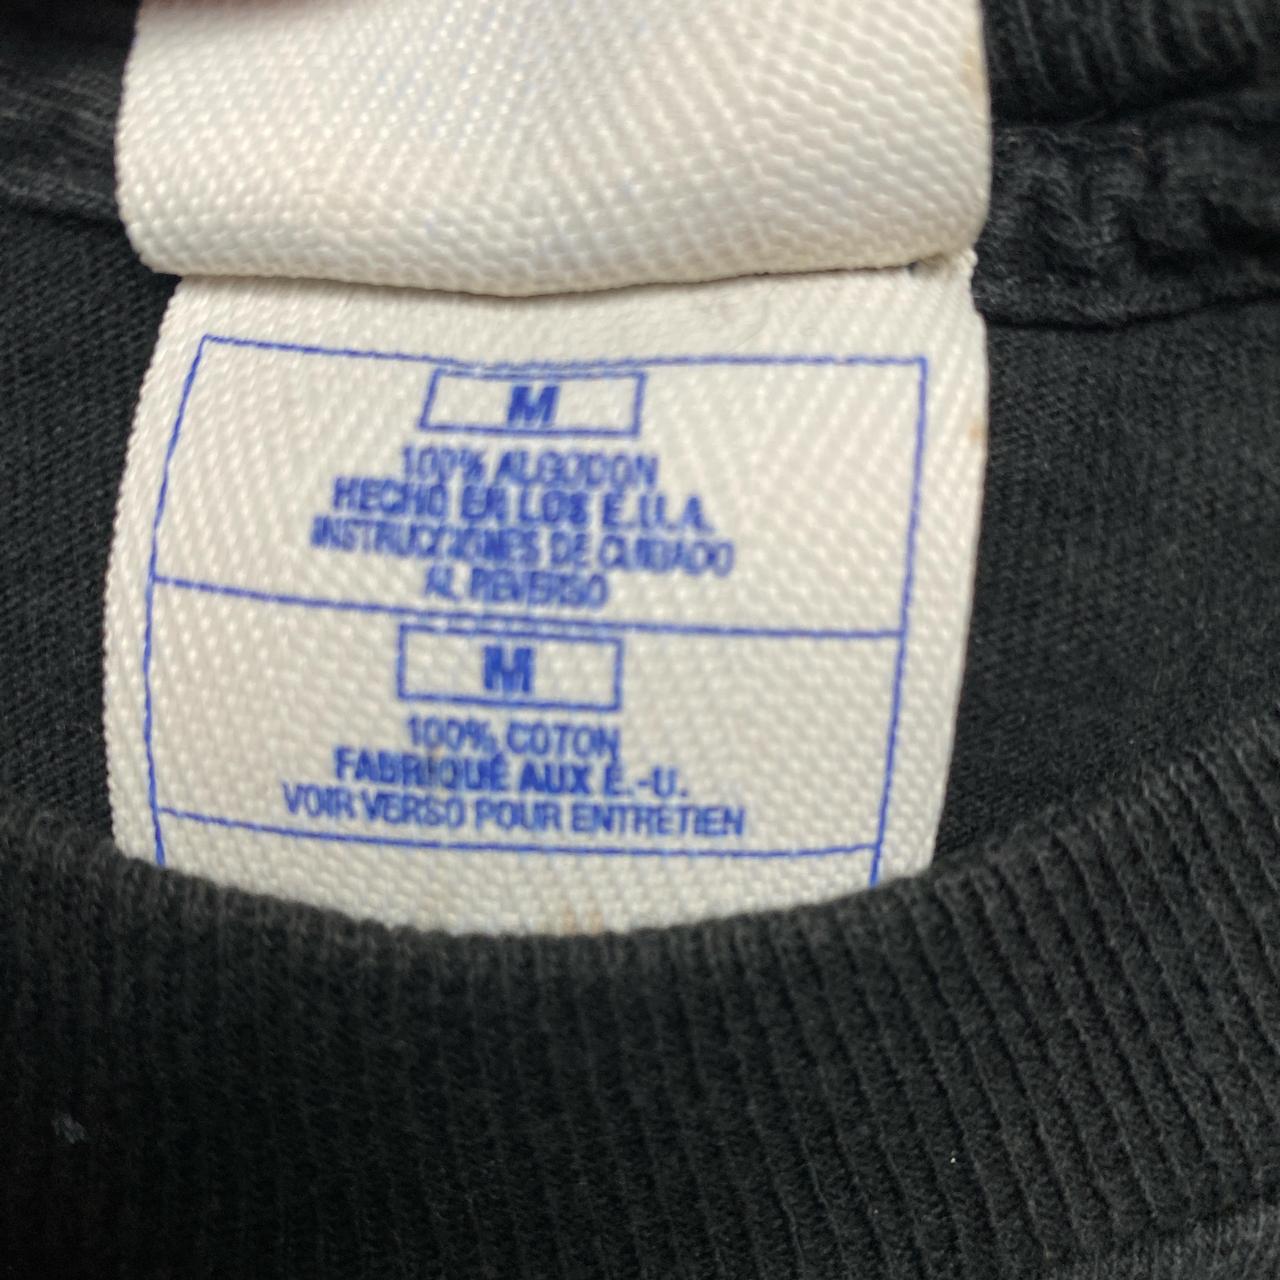 M
100% ALGODON
HECHO EN LOS E.U.A.
INSTRUCCIONES DE CUIDADO
AL REVERSO
M
100% COTON
FABRIQUÉ AUX É.-U.
VOIR VERSO POUR ENTRETIEN